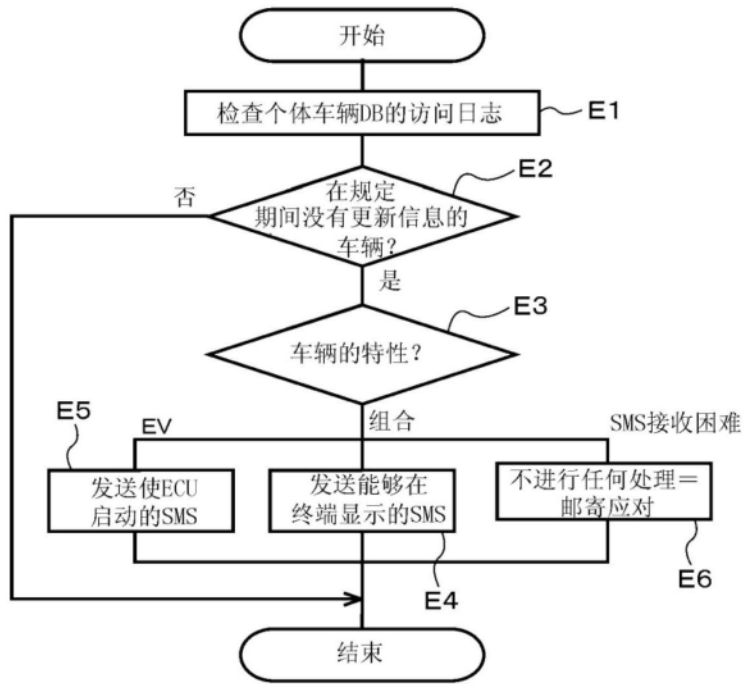 开始
检查个体车辆DB的访问日志
E1
E2
否
在规定
期间没有更新信息的
车辆?
是
E3
车辆的特性?
E5
EV
组合
SMS接收困难
发送使ECU
启动的SMS
发送能够在
终端显示的SMS
不进行任何处理=
邮寄应对
E4
E6
结束